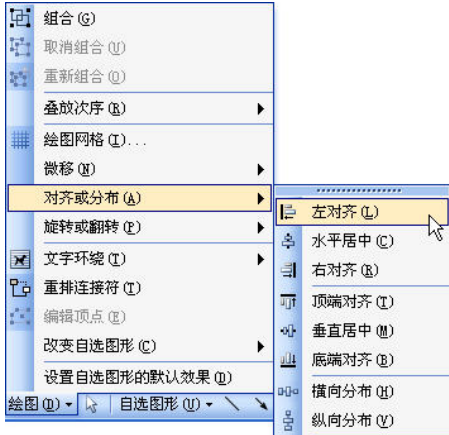 组合(G)
取消组合(U)
重新组合(O)
叠放次序(R)
绘图网格(I)...
微移(N)
对齐或分布(A)
旋转或翻转(P)
文字环绕(T)
重排连接符(T)
编辑顶点(E)
改变自选图形(C)
设置自选图形的默认效果(D)
绘图(D) 自选图形(U)
左对齐(L)
水平居中(C)
右对齐(R)
顶端对齐(T)
垂直居中(M)
底端对齐(B)
横向分布(H)
纵向分布(V)